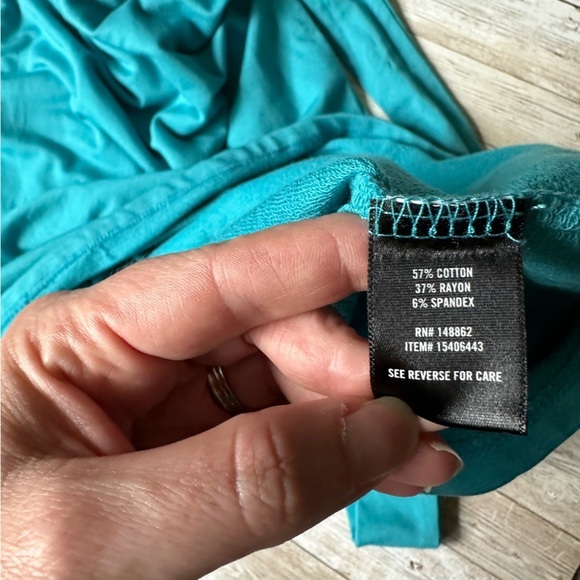 57% COTTON
37% RAYON
6% SPANDEX
RN# 148862
ITEM# 15406443
SEE REVERSE FOR CARE